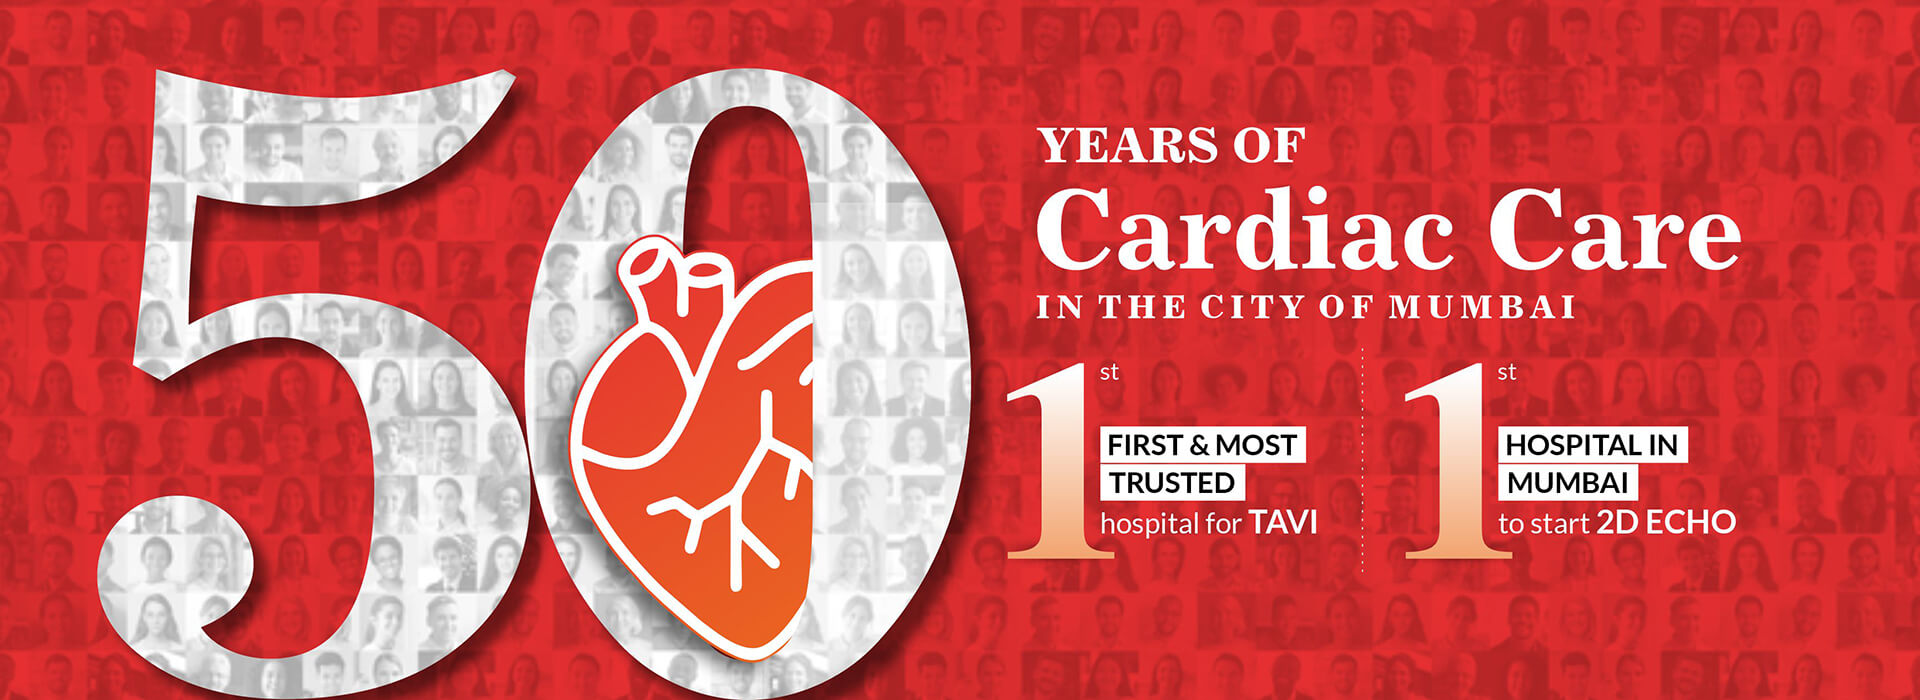 50
YEARS OF
Cardiac Care
IN THE CITY OF MUMBAI
1st
FIRST & MOST
TRUSTED
hospital for TAVI
1st
HOSPITAL IN
MUMBAI
to start 2D ECHO